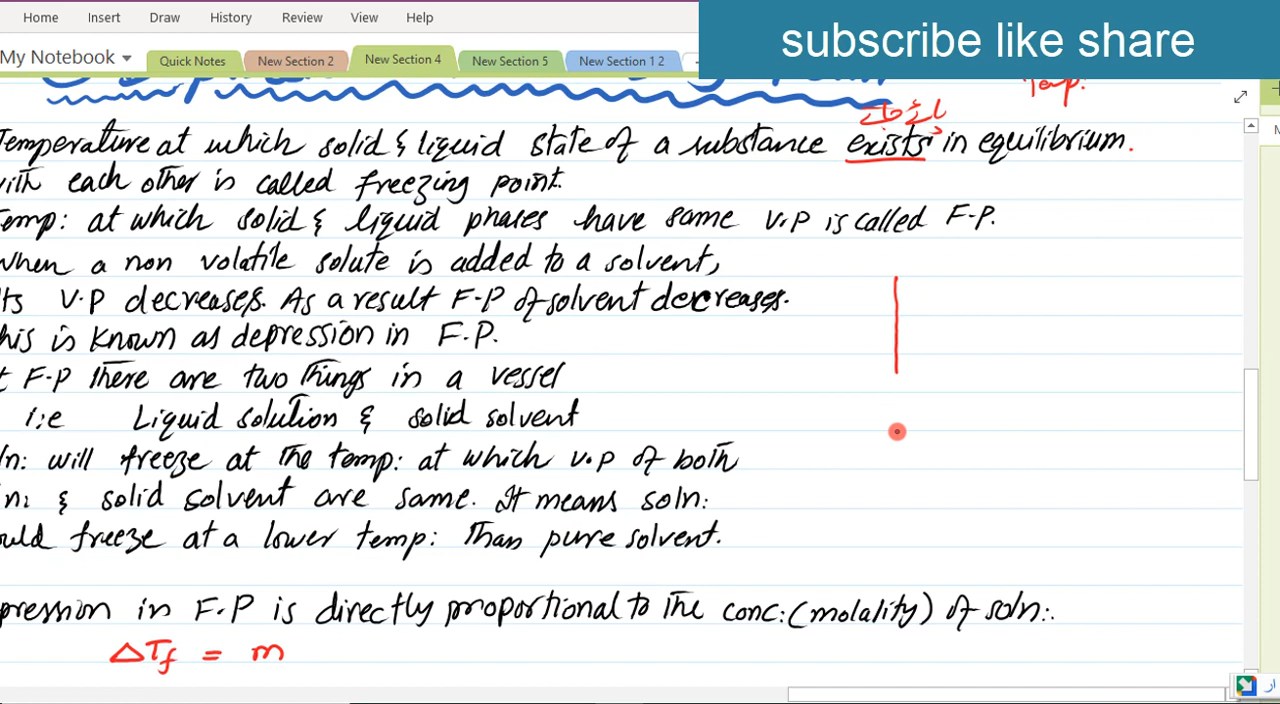 Home Insert Draw History Review View Help
subscribe like share
My Notebook Quick Notes New Section 2 New Section 4 New Section 5 New Section 1 2
Temp.
Temperature at which solid & liquid state of a substance exists in equilibrium.
with each other is called freezing point.
Temp: at which solid & liquid phases have same v.p is called F.P.
when a non volatile solute is added to a solvent,
Its V.P decreases. As a result F.P of solvent decreases.
this is known as depression in F.P.
t F.P There are two things in a vessel
i:e Liquid solution & solid solvent
ln: will freeze at the temp: at which v.p of both
ln: & solid solvent are same. It means soln:
ould freeze at a lower temp: Than pure solvent.
pression in F.P is directly proportional to the conc:(molality) of soln:.
ΔTf = m